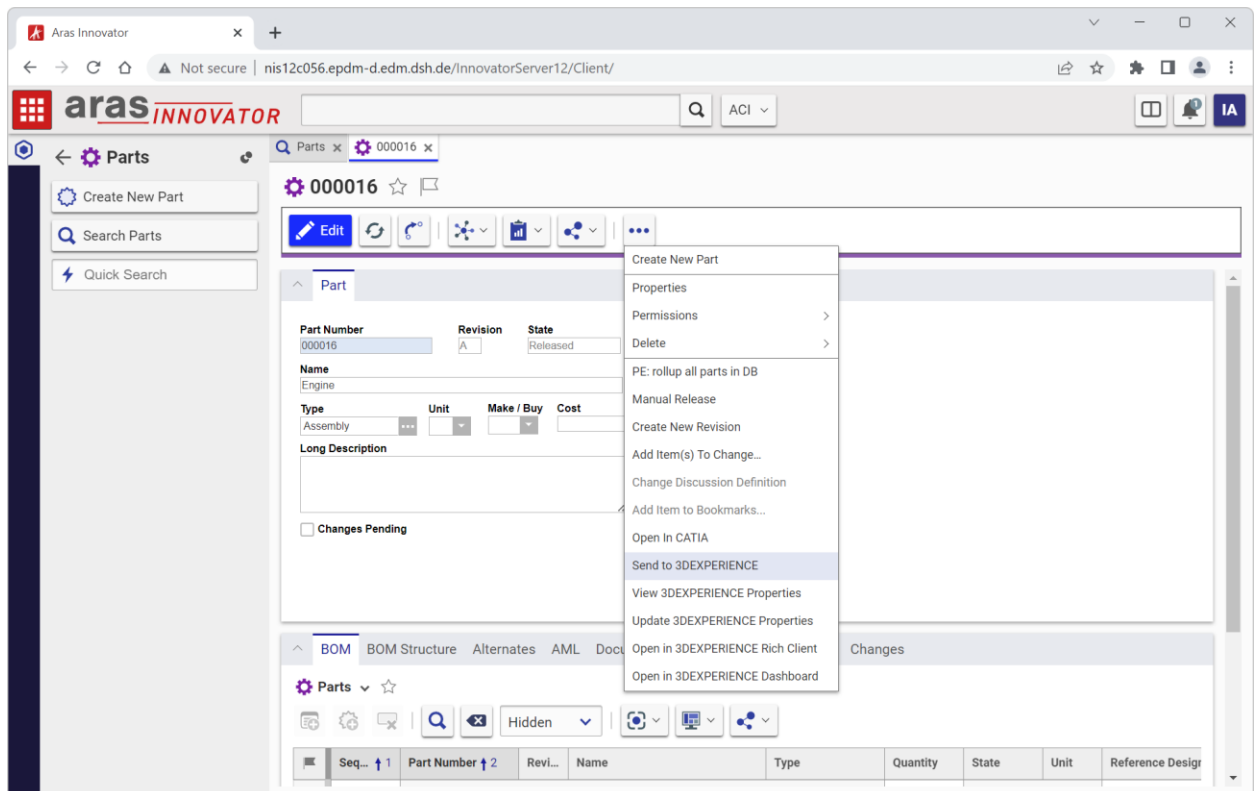 Aras Innovator
Not secure | nis12c056.epdm-d.edm.dsh.de/InnovatorServer12/Client/
aras INNOVATOR
ACI
IA
Parts
Create New Part
Search Parts
Quick Search
Parts
000016
000016
Edit
Create New Part
Properties
Permissions
Delete
PE: rollup all parts in DB
Manual Release
Create New Revision
Add Item(s) To Change...
Change Discussion Definition
Add Item to Bookmarks...
Open In CATIA
Send to 3DEXPERIENCE
View 3DEXPERIENCE Properties
Update 3DEXPERIENCE Properties
Open in 3DEXPERIENCE Rich Client
Open in 3DEXPERIENCE Dashboard
Part
Part Number Revision State
000016 A Released
Name
Engine
Type Unit Make / Buy Cost
Assembly
Long Description
Changes Pending
BOM BOM Structure Alternates AML Docu Changes
Parts
Hidden
Seq... 1 Part Number 2 Revi... Name Type Quantity State Unit Reference Design